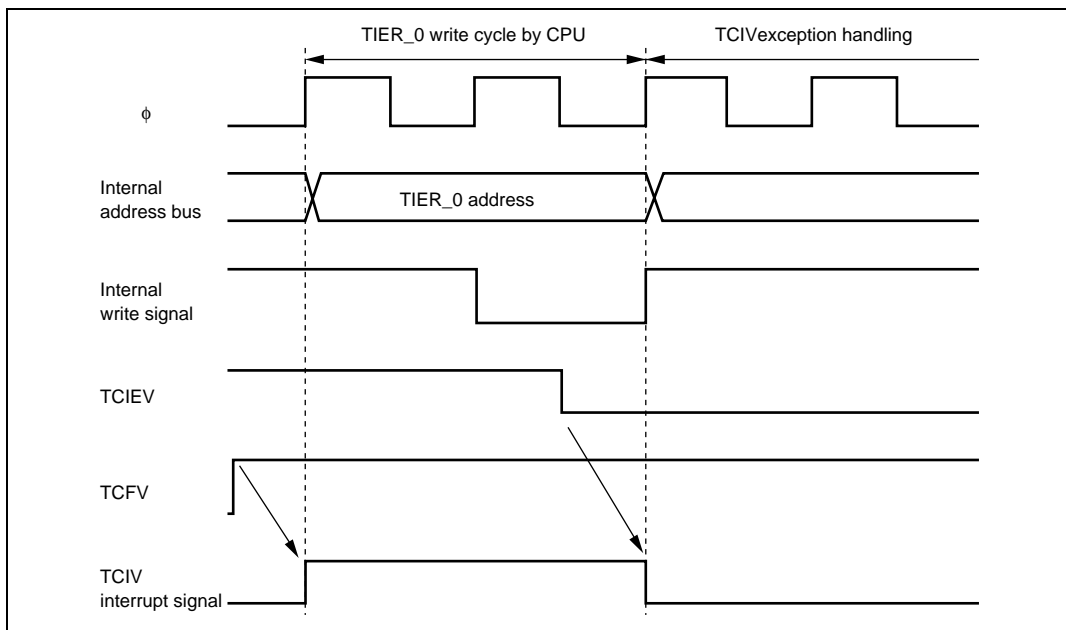 TIER_0 write cycle by CPU
TCIVexception handling
ϕ
Internal
address bus
TIER_0 address
Internal
write signal
TCIEV
TCFV
TCIV
interrupt signal